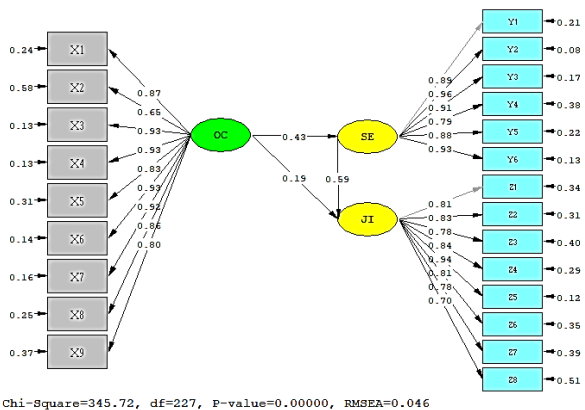 0.24 X1
0.58 X2
0.13 X3
0.13 X4
0.31 X5
0.14 X6
0.16 X7
0.25 X8
0.37 X9
0.87
0.65
0.93
0.93
0.83
0.93
0.92
0.86
0.80
OC
0.43
0.19
SE
0.59
JI
0.89
0.96
0.91
0.79
0.88
0.93
0.81
0.83
0.78
0.84
0.94
0.81
0.78
0.70
Y1 0.21
Y2 0.08
Y3 0.17
Y4 0.38
Y5 0.22
Y6 0.13
Z1 0.34
Z2 0.31
Z3 0.40
Z4 0.29
Z5 0.12
Z6 0.35
Z7 0.39
Z8 0.51
Chi-Square=345.72, df=227, P-value=0.00000, RMSEA=0.046